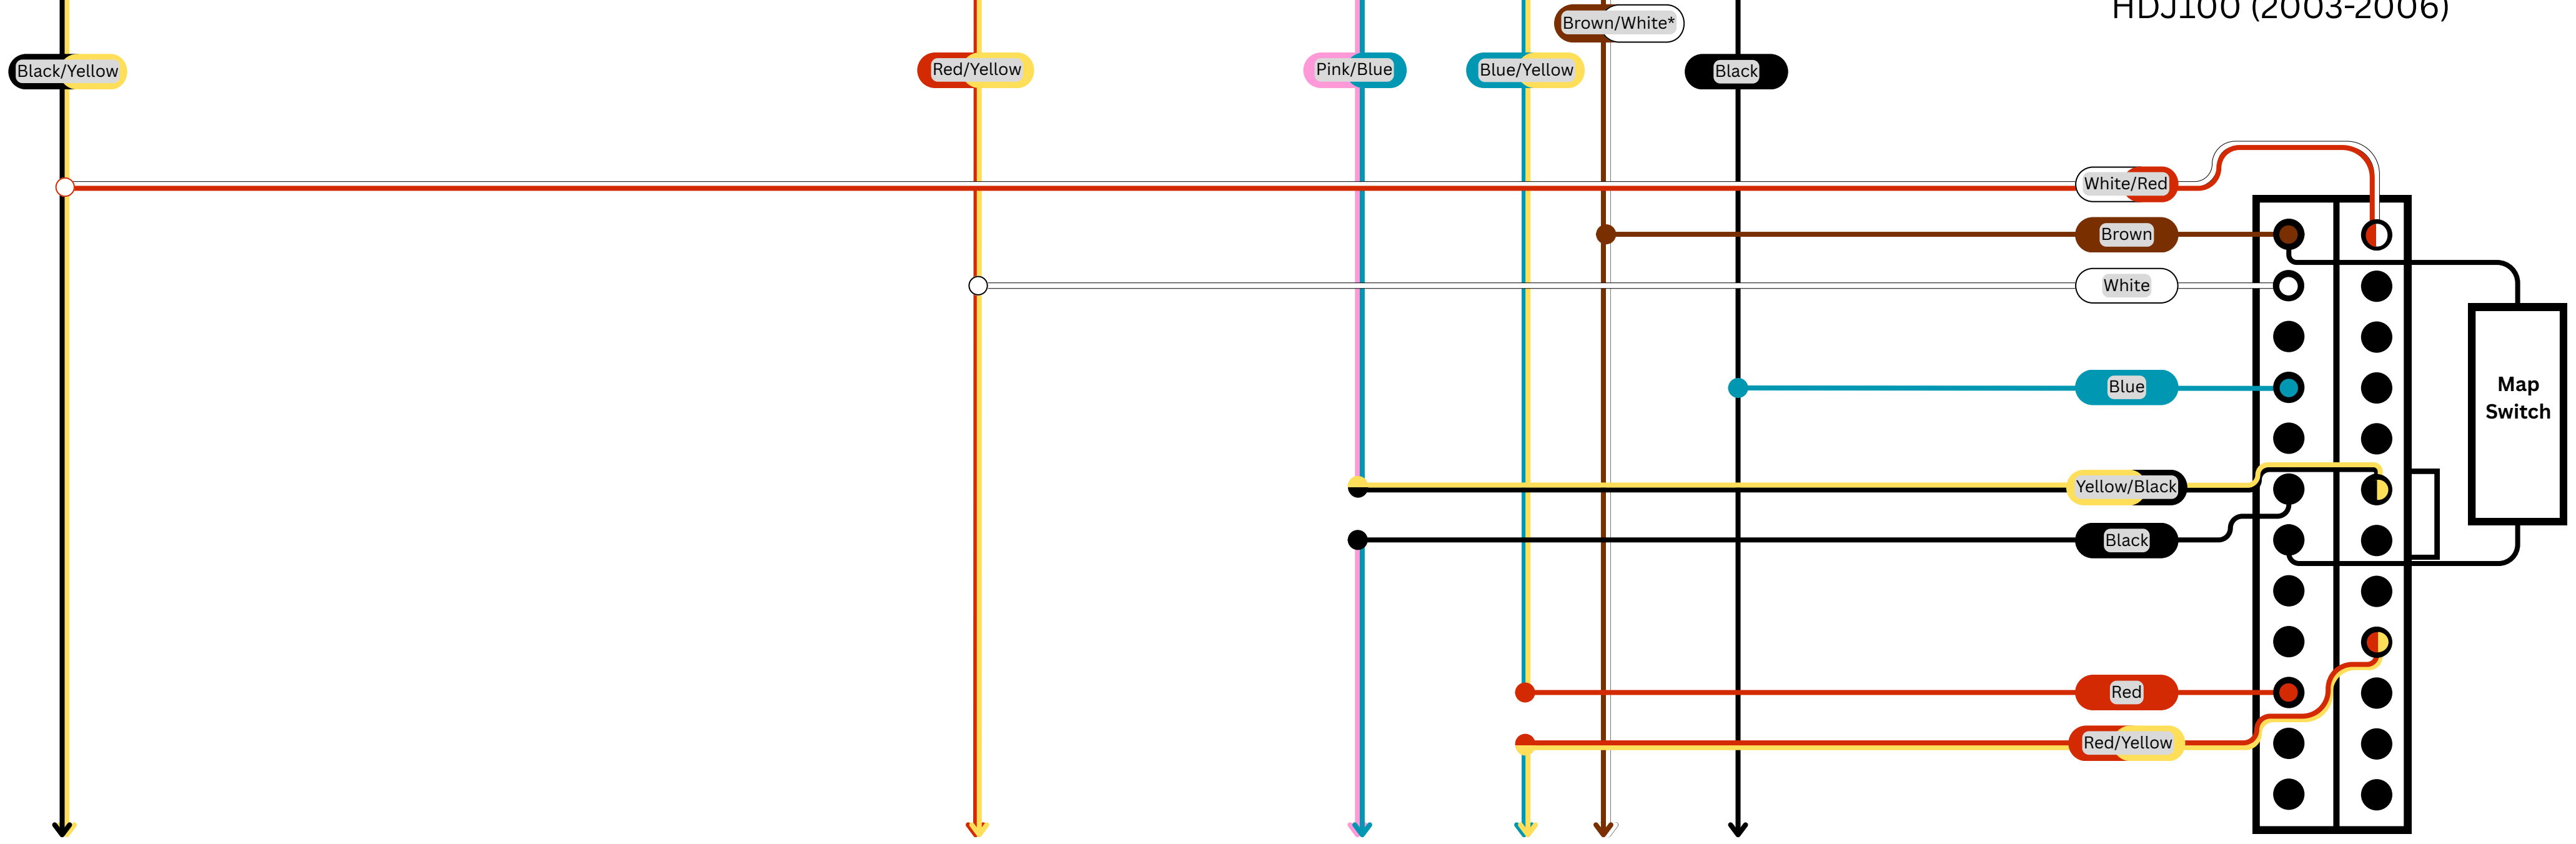 HDJ100 (2003-2006)
Brown/White*
Black/Yellow
Red/Yellow
Pink/Blue
Blue/Yellow
Black
White/Red
Brown
White
Blue
Map
Switch
Yellow/Black
Black
Red
Red/Yellow